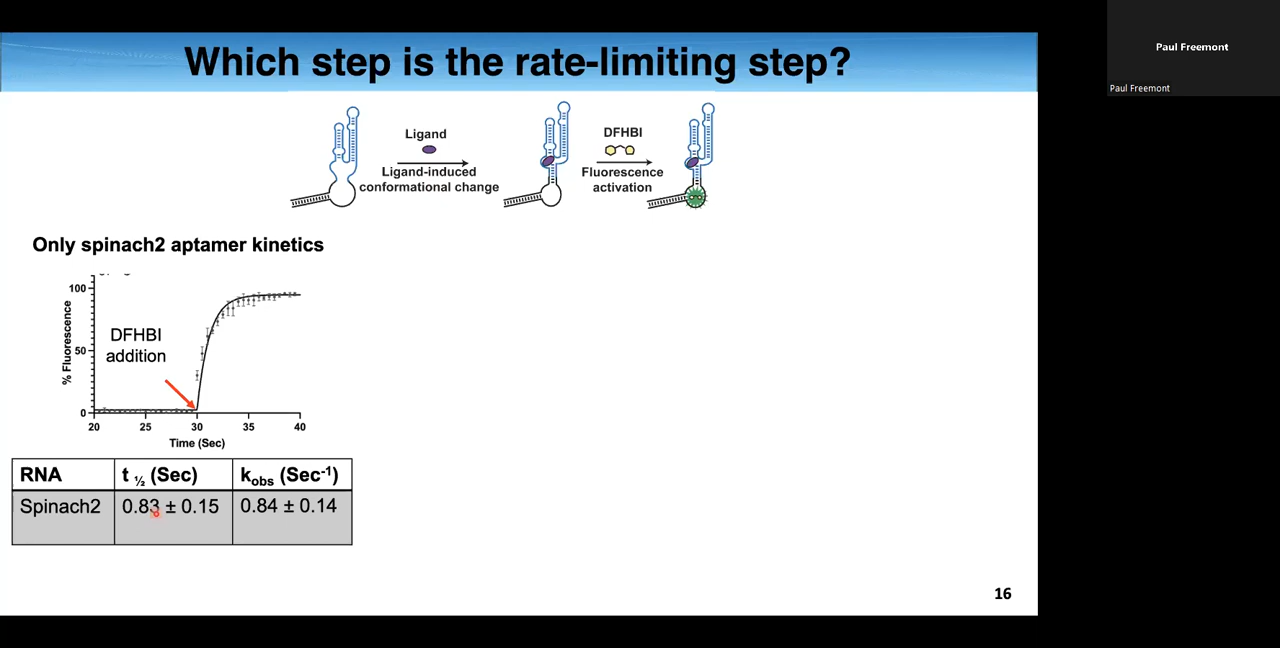 Which step is the rate-limiting step?
Paul Freemont
Paul Freemont
Ligand
Ligand-induced
conformational change
DFHBI
Fluorescence
activation
Only spinach2 aptamer kinetics
% Fluorescence
100
50
0
DFHBI
addition
20 25 30 35 40
Time (Sec)
RNA t ½ (Sec) kobs (Sec-1)
Spinach2 0.83 ± 0.15 0.84 ± 0.14
16